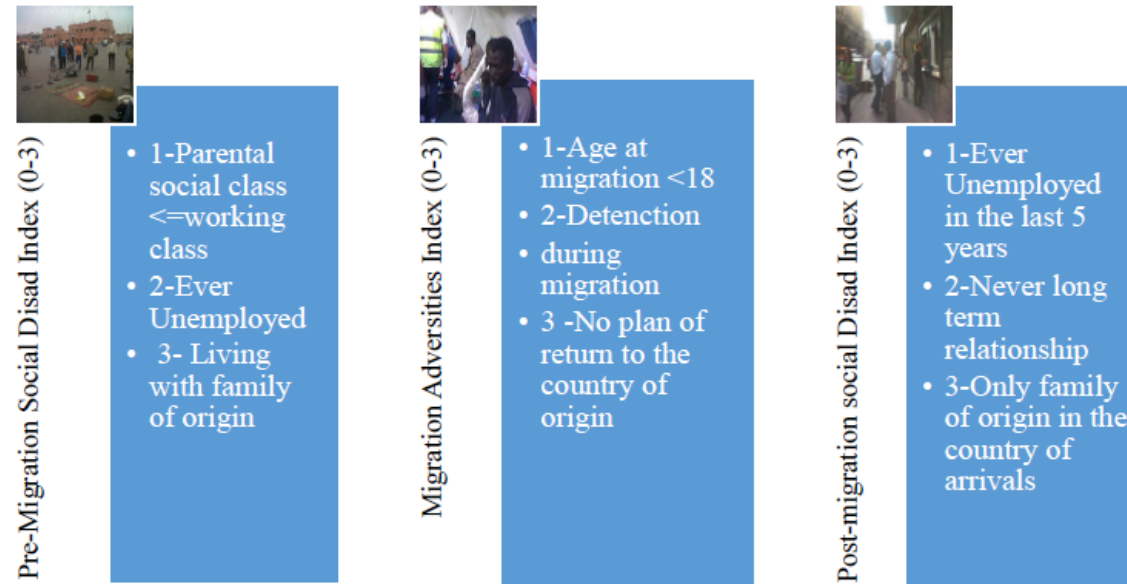 Pre-Migration Social Disad Index (0-3)
• 1-Parental
social class
<=working
class
• 2-Ever
Unemployed
• 3- Living
with family
of origin
Migration Adversities Index (0-3)
• 1-Age at
migration <18
• 2-Detenction
• during
migration
• 3 -No plan of
return to the
country of
origin
Post-migration social Disad Index (0-3)
• 1-Ever
Unemployed
in the last 5
years
• 2-Never long
term
relationship
• 3-Only family
of origin in the
country of
arrivals